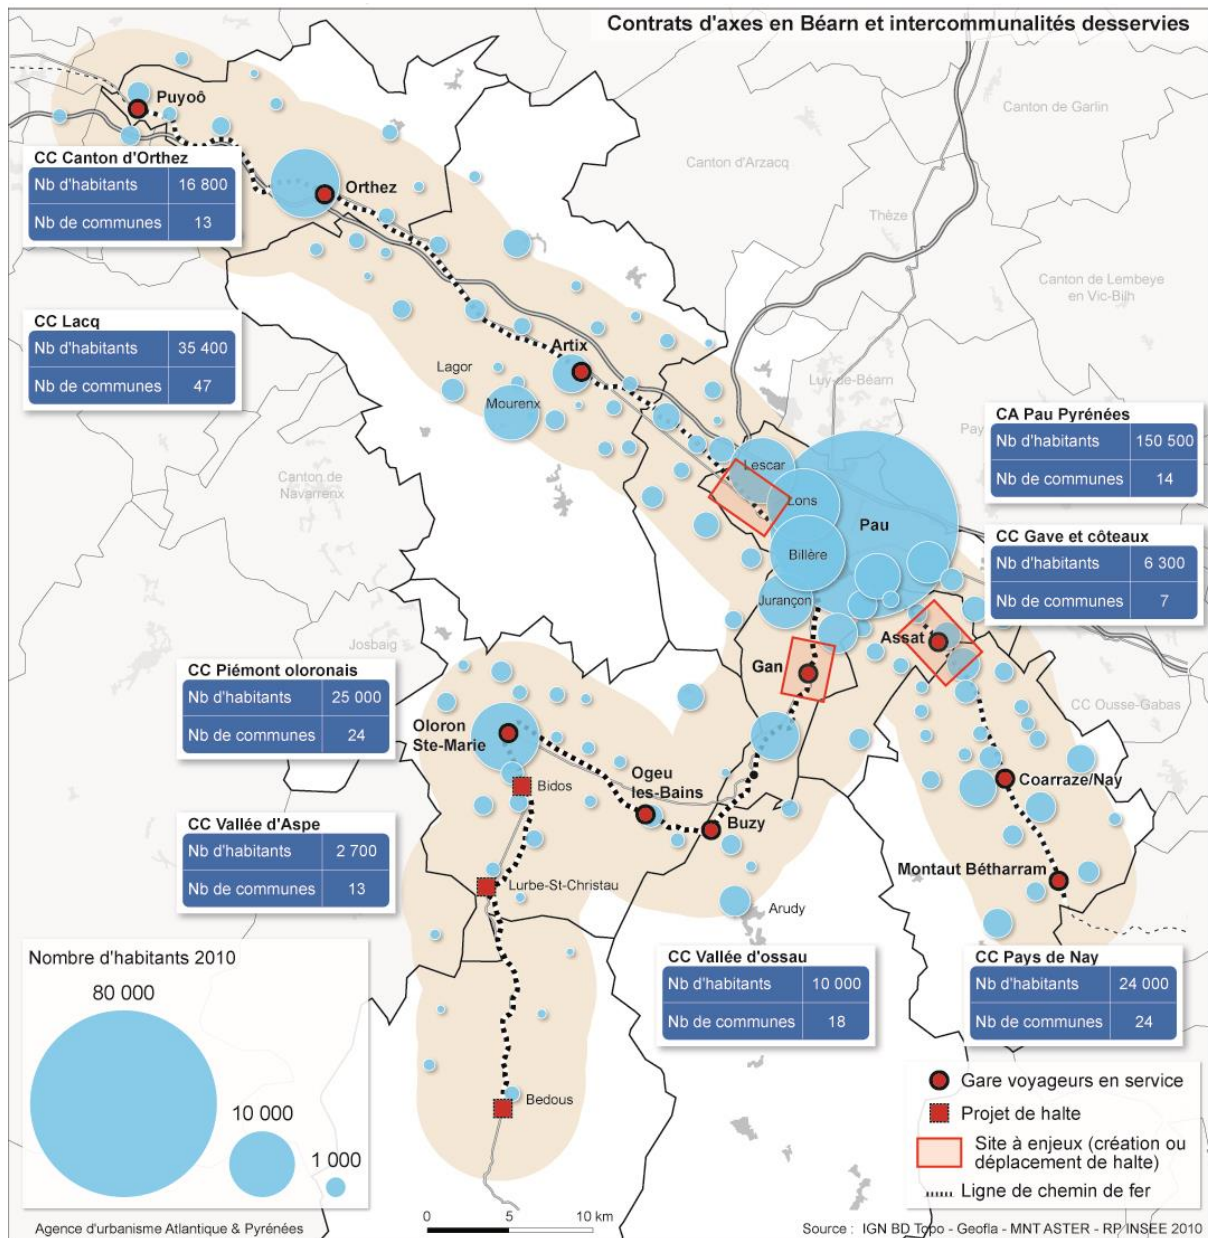 Contrats d'axes en Béarn et intercommunalités desservies
Puyoô
Canton de Garlin
CC Canton d'Orthez
Nb d'habitants 16 800
Nb de communes 13
Orthez
Canton d'Arzacq
Thèze
Canton de Lembeye
en Vic-Bilh
CC Lacq
Nb d'habitants 35 400
Nb de communes 47
Artix
Lagor
Mourenx
Luy-de-Béarn
CA Pau Pyrénées
Nb d'habitants 150 500
Nb de communes 14
Pay
Canton de
Navarrenx
Lescar
Lons
Pau
Billère
CC Gave et côteaux
Nb d'habitants 6 300
Nb de communes 7
Jurançon
Assat
Josbaig
Gan
CC Piémont oloronais
Nb d'habitants 25 000
Nb de communes 24
CC Ousse-Gabas
Oloron
Ste-Marie
Bidos
Ogeu
les-Bains
Buzy
Coarraze/Nay
CC Vallée d'Aspe
Nb d'habitants 2 700
Nb de communes 13
Lurbe-St-Christau
Montaut Bétharram
Arudy
CC Vallée d'ossau
Nb d'habitants 10 000
Nb de communes 18
CC Pays de Nay
Nb d'habitants 24 000
Nb de communes 24
Nombre d'habitants 2010
80 000
10 000
1 000
Bedous
Gare voyageurs en service
Projet de halte
Site à enjeux (création ou
déplacement de halte)
Ligne de chemin de fer
Agence d'urbanisme Atlantique & Pyrénées
0 5 10 km
Source : IGN BD Topo - Geofla - MNT ASTER - RP INSEE 2010